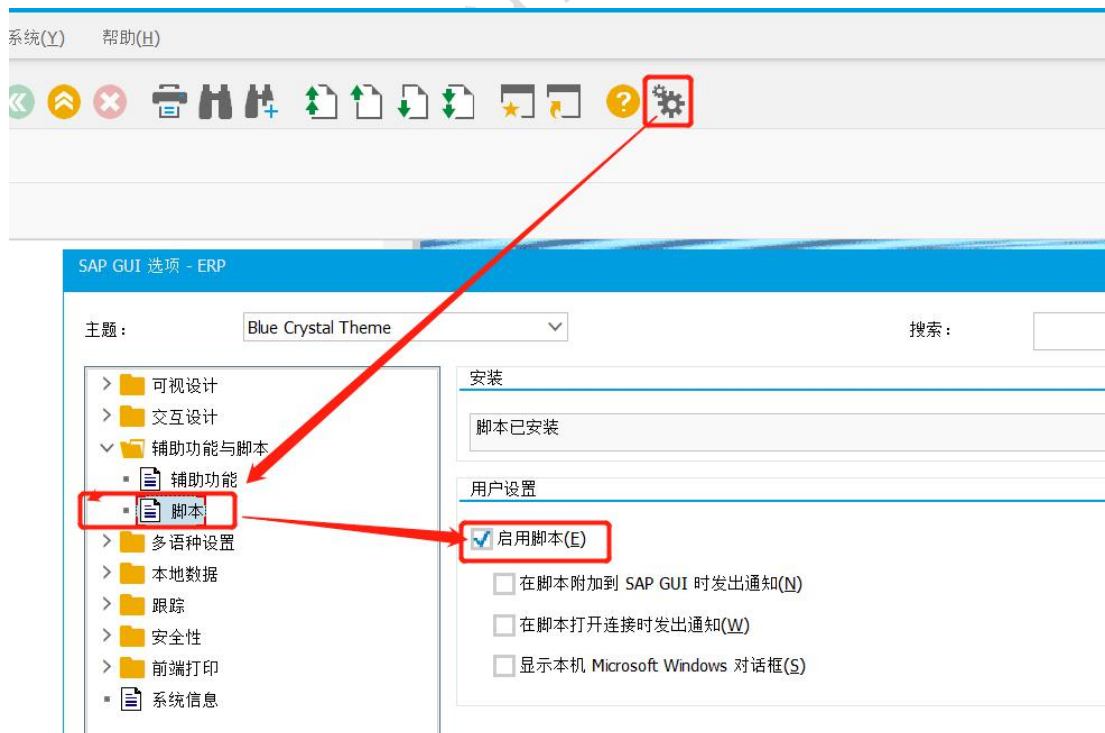 系统(Y) 帮助(H)
SAP GUI 选项 - ERP
主题: Blue Crystal Theme 搜索:
可视设计
交互设计
辅助功能与脚本
辅助功能
脚本
多语种设置
本地数据
跟踪
安全性
前端打印
系统信息
安装
脚本已安装
用户设置
启用脚本(E)
在脚本附加到 SAP GUI 时发出通知(N)
在脚本打开连接时发出通知(W)
显示本机 Microsoft Windows 对话框(S)